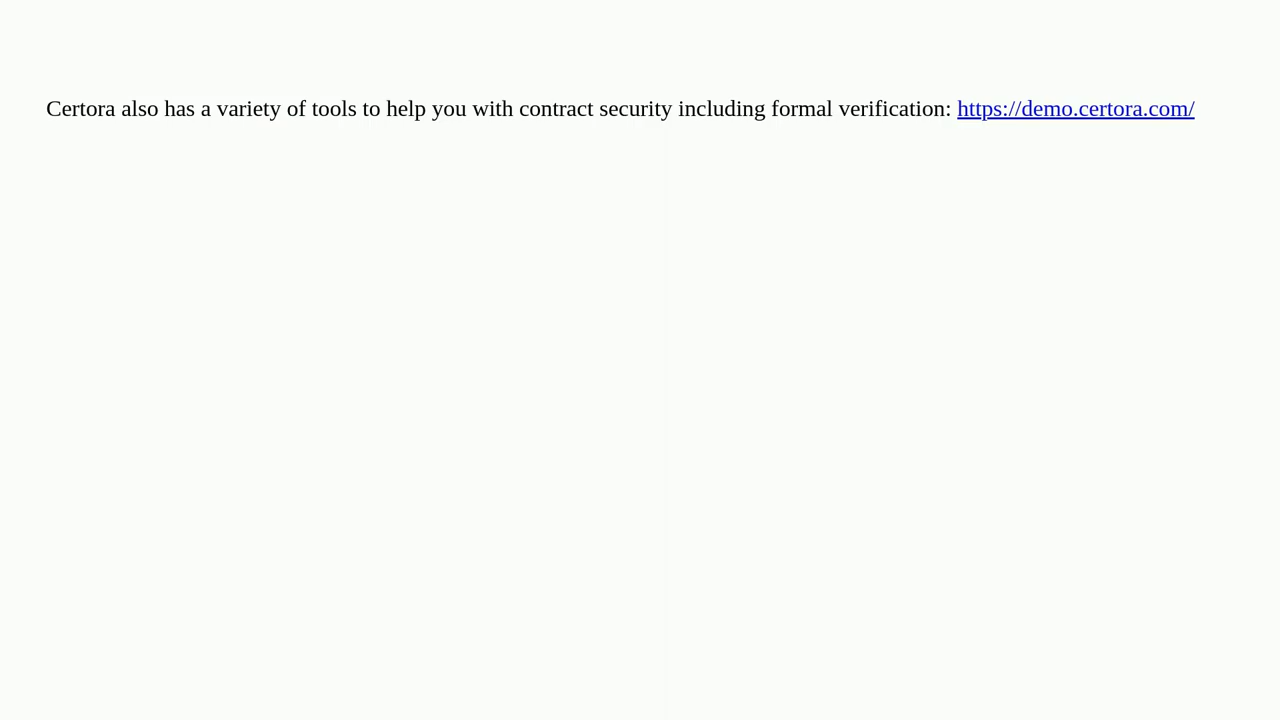 Certora also has a variety of tools to help you with contract security including formal verification: https://demo.certora.com/